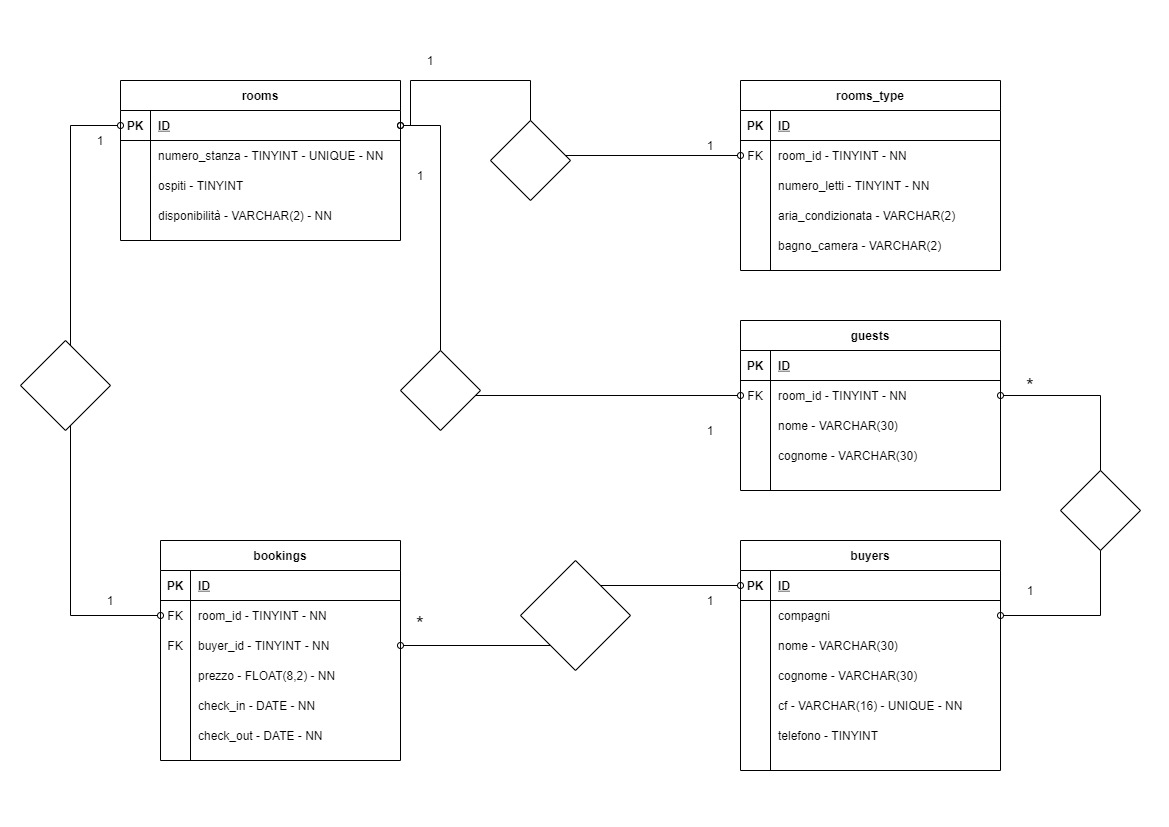 1
rooms
PK ID
numero_stanza - TINYINT - UNIQUE - NN
ospiti - TINYINT
disponibilità - VARCHAR(2) - NN
1
1
1
rooms_type
PK ID
FK room_id - TINYINT - NN
numero_letti - TINYINT - NN
aria_condizionata - VARCHAR(2)
bagno_camera - VARCHAR(2)
guests
PK ID
FK room_id - TINYINT - NN
nome - VARCHAR(30)
cognome - VARCHAR(30)
*
1
bookings
PK ID
FK room_id - TINYINT - NN
FK buyer_id - TINYINT - NN
prezzo - FLOAT(8,2) - NN
check_in - DATE - NN
check_out - DATE - NN
1
*
1
buyers
PK ID
compagni
nome - VARCHAR(30)
cognome - VARCHAR(30)
cf - VARCHAR(16) - UNIQUE - NN
telefono - TINYINT
1